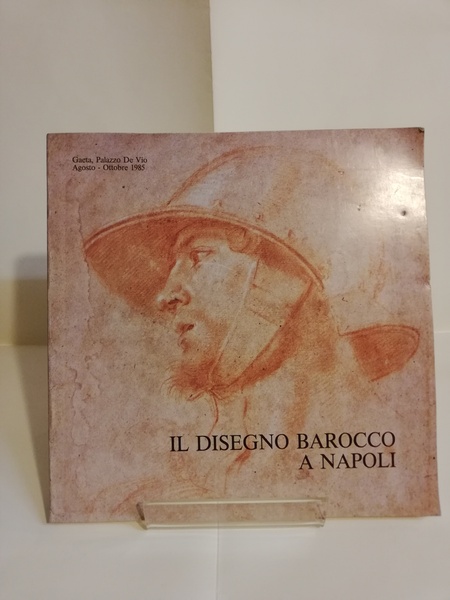 Gaeta, Palazzo De Vio
Agosto - Ottobre 1985
IL DISEGNO BAROCCO
A NAPOLI